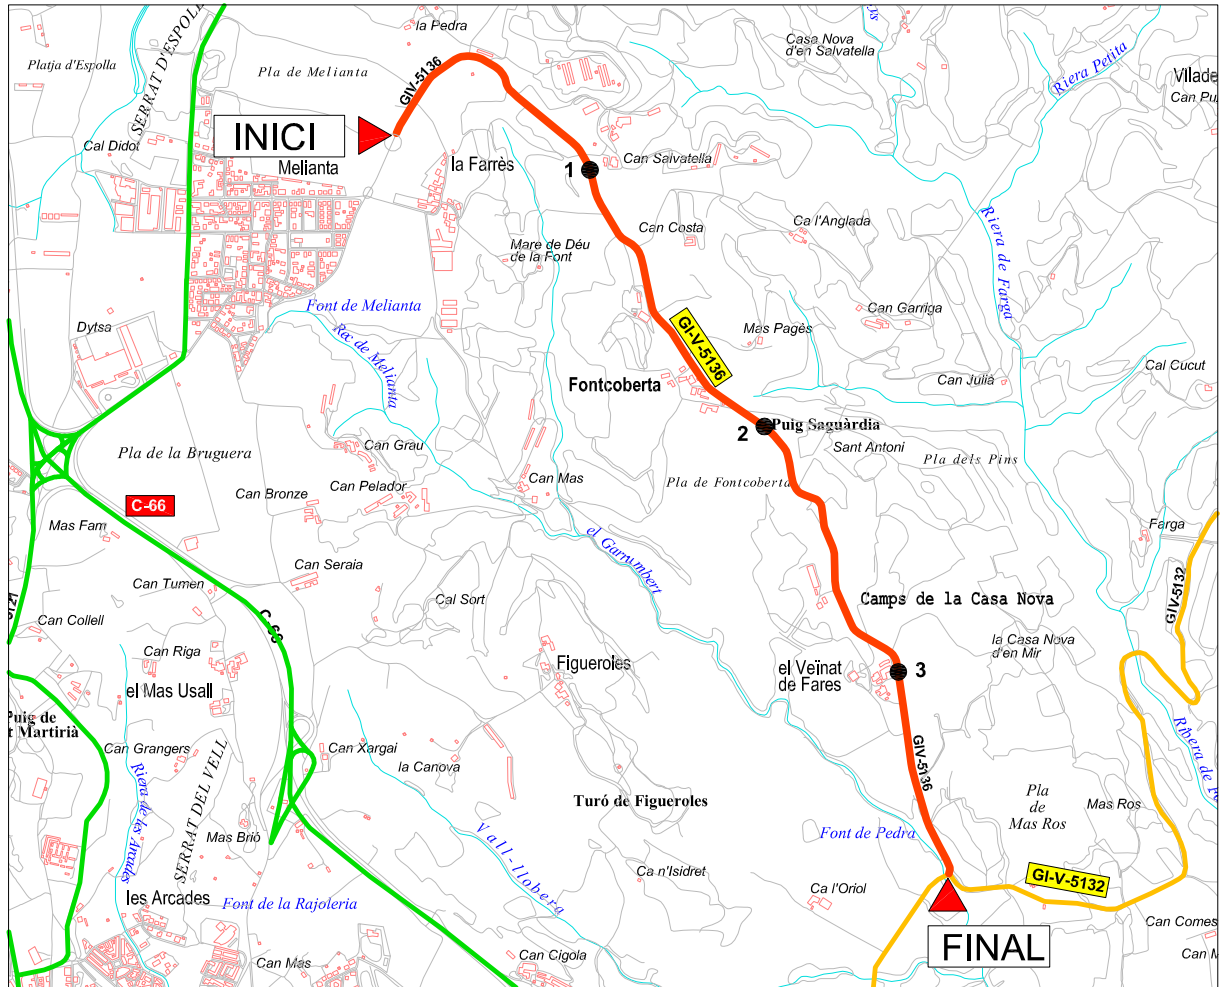 la Pedra
SERRAT D'ESPOLL
Platja d'Espolla
Pla de Melianta
GIV-5136
Casa Nova
d'en Salvatella
Riera Petita
Vilade
Can Pu
INICI
Cal Didot
Melianta
la Farrès
1
Can Salvatella
Can Costa
Ca l'Anglada
Riera de Farga
Mare de Déu
de la Font
Font de Melianta
Rec de Melianta
Dytsa
GI-V-5136
Mas Pagès
Can Garriga
Can Julià
Cal Cucut
Fontcoberta
2
Puig Saguàrdia
Sant Antoni
Pla dels Pins
Pla de la Bruguera
Can Grau
Can Bronze
Can Pelador
Can Mas
Pla de Fontcoberta
C-66
Mas Fam
Farga
el Garrumbert
Can Seraia
Can Tumen
Cal Sort
GIV-5132
Camps de la Casa Nova
Can Collell
C-66
Can Riga
la Casa Nova
d'en Mir
el Mas Usall
Figueroles
el Veïnat
de Fares
3
Puig de
t Martirià
Can Grangers
SERRAT DEL VELL
Can Xargai
la Canova
GIV-5136
Riera de les Arcades
Turó de Figueroles
Pla
de
Mas Ros
Mas Ros
Mas Brió
Vall-llobera
Font de Pedra
Ca n'Isidret
GI-V-5132
Ca l'Oriol
les Arcades
Font de la Rajoleria
Can Comes
FINAL
Can Mas
Can Cigola
Can M